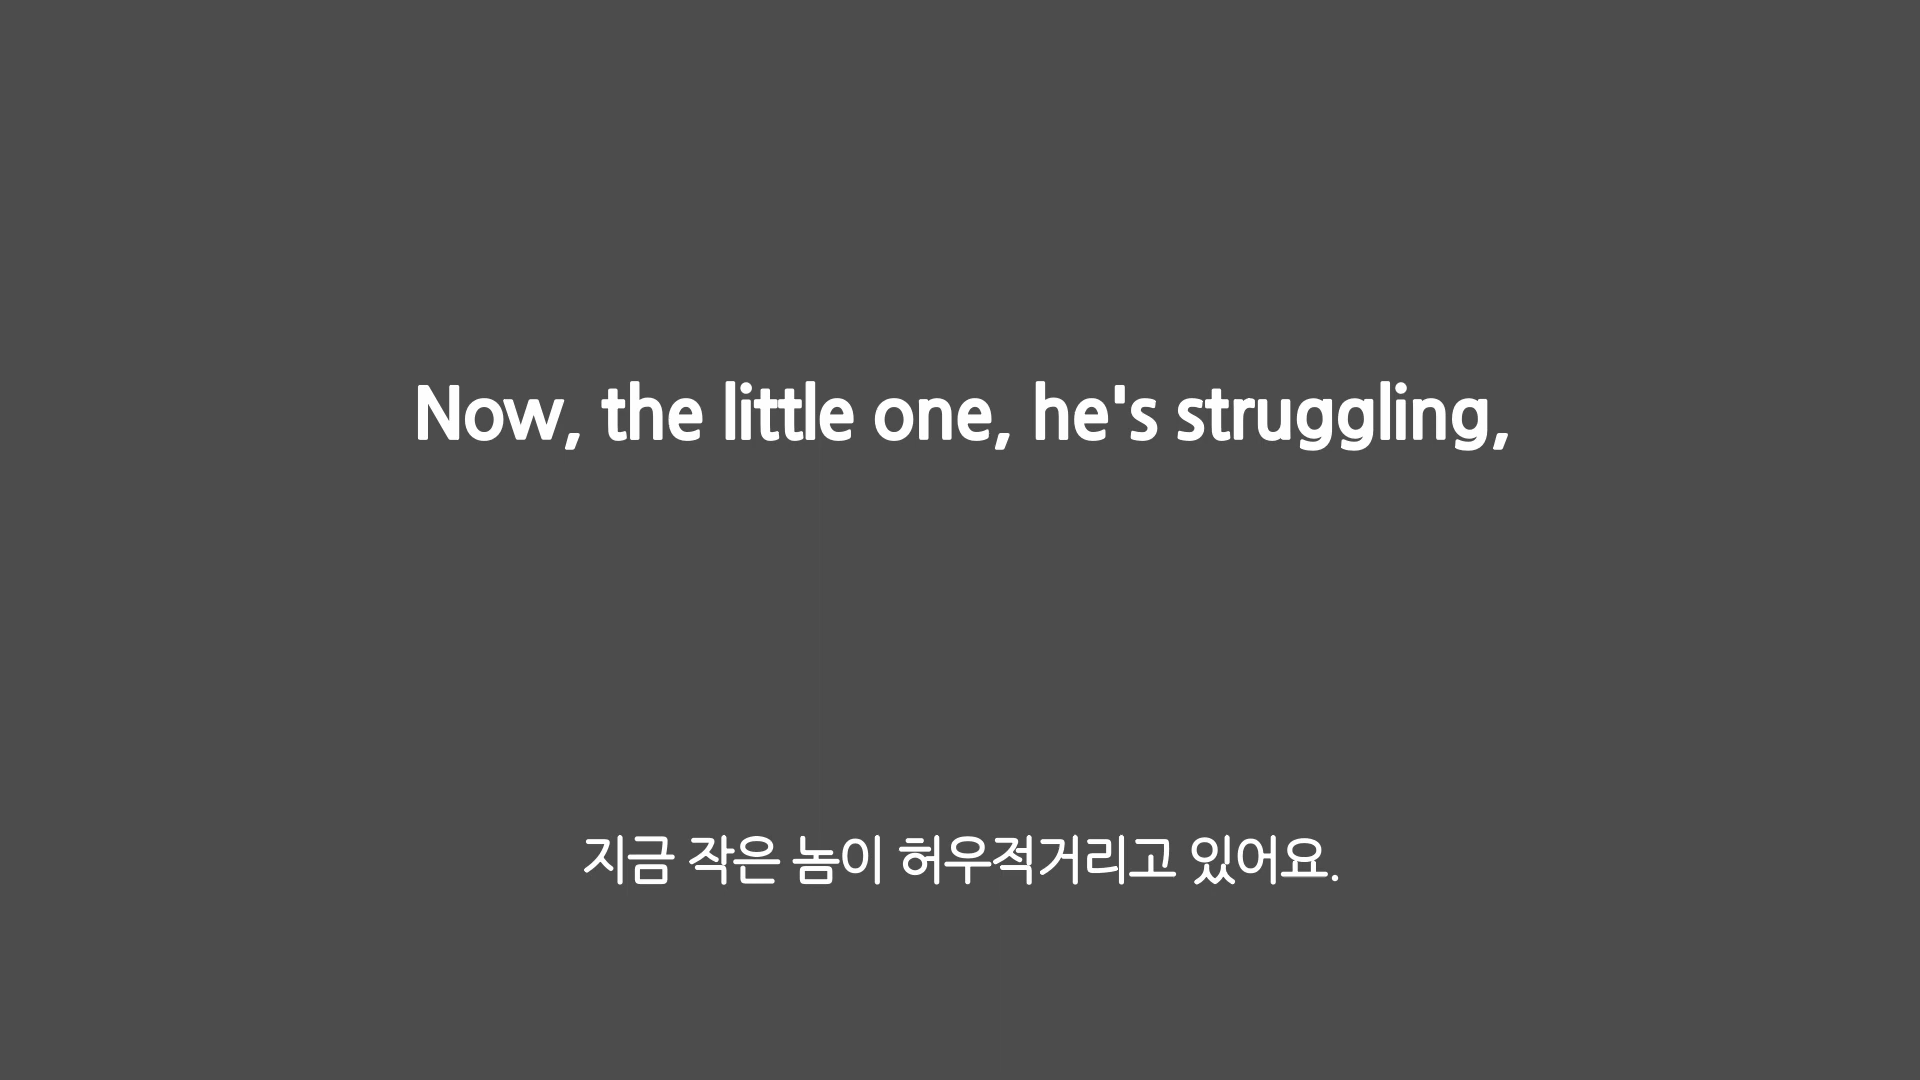 Now, the little one, he's struggling,
지금 작은 놈이 허우적거리고 있어요.